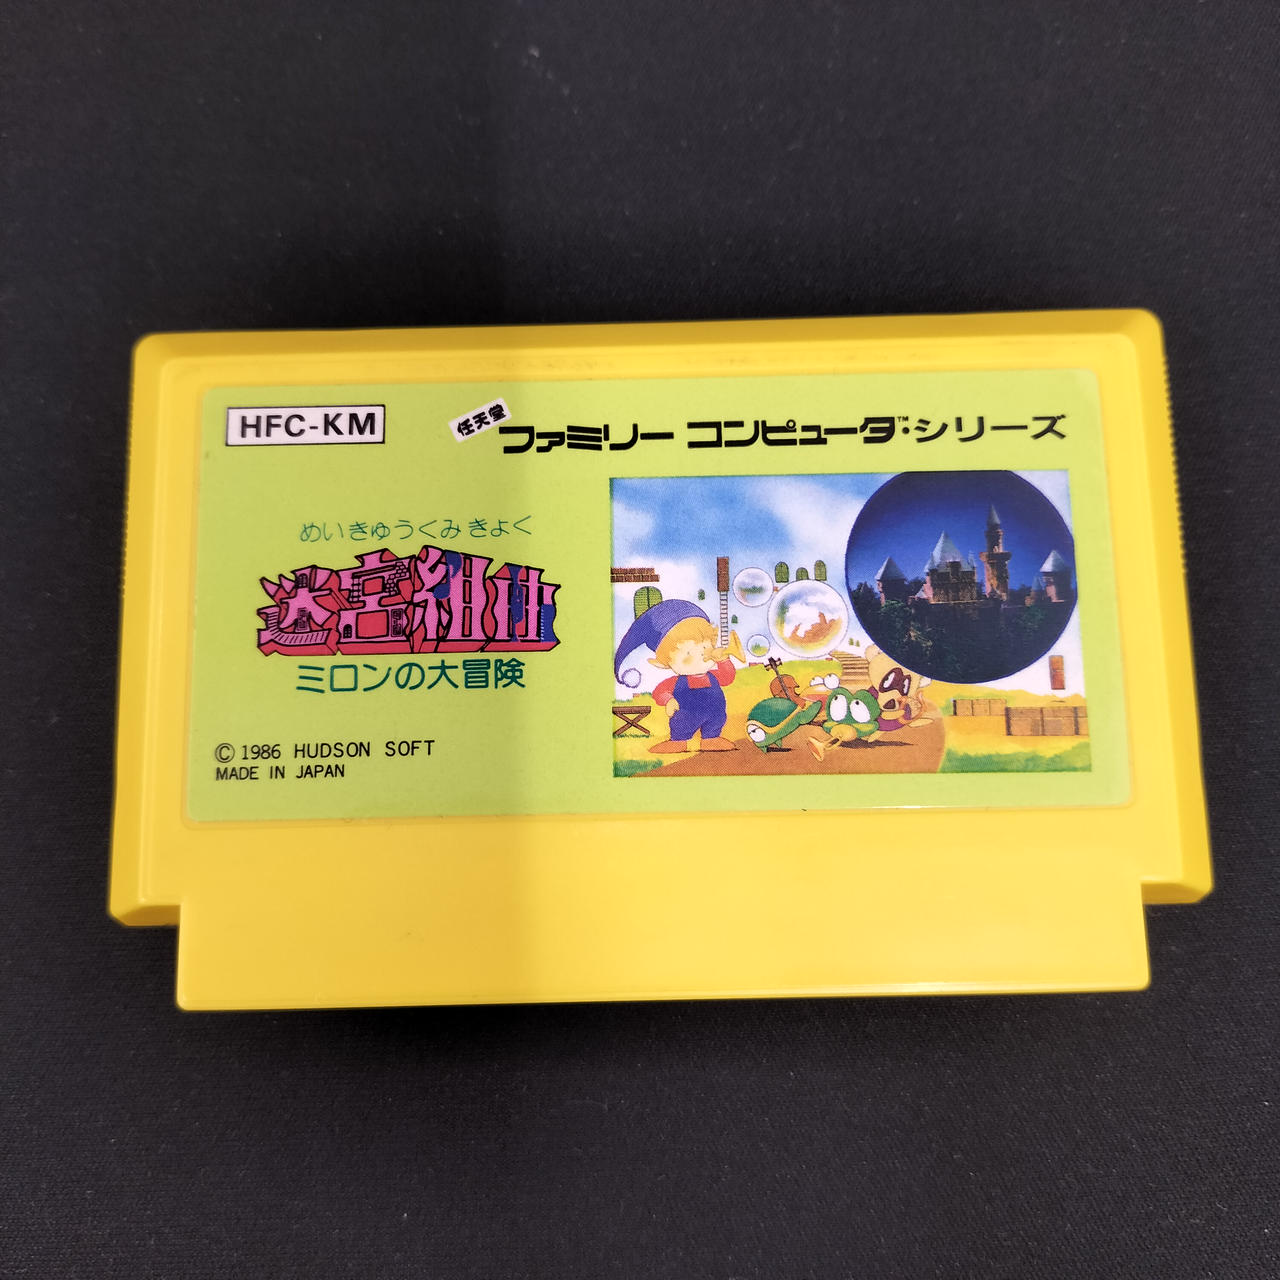 HFC-KM
任天堂 ファミリー コンピュータ™・シリーズ
めいきゅうくみきょく
迷宮組曲
ミロンの大冒険
© 1986 HUDSON SOFT
MADE IN JAPAN